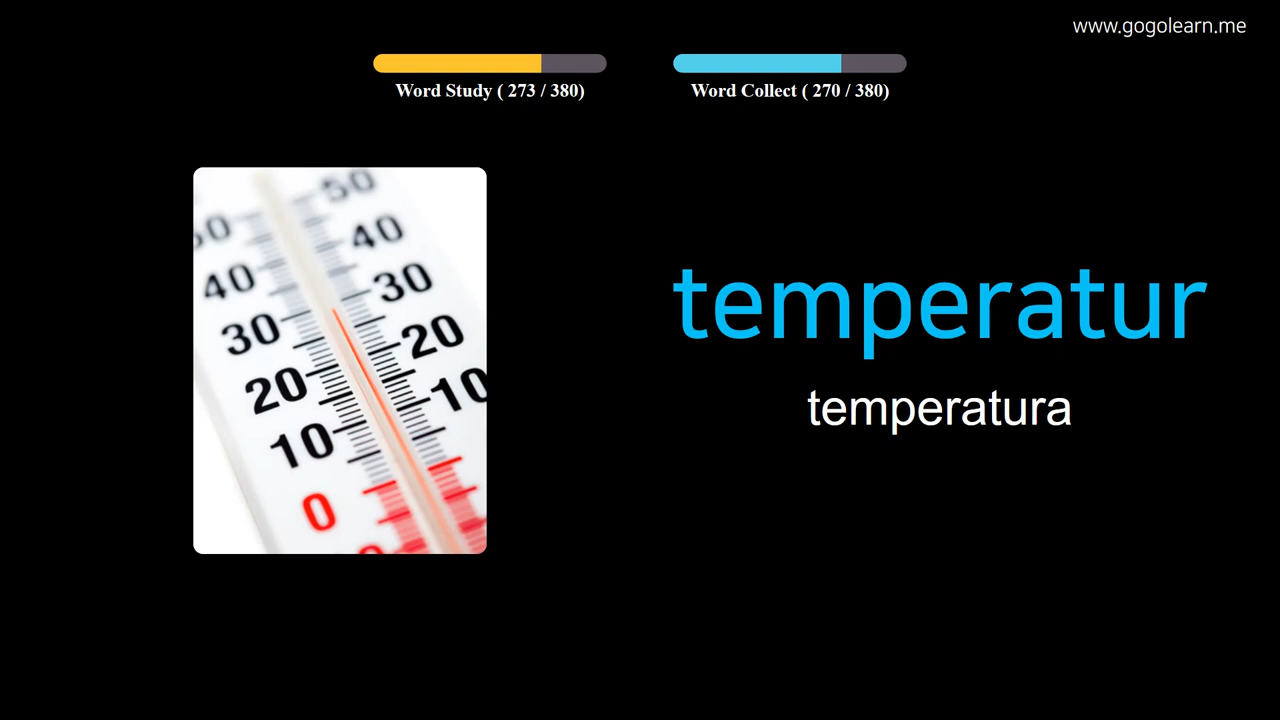 www.gogolearn.me
Word Study ( 273 / 380)
Word Collect ( 270 / 380)
50
50
40
40
30
30
20
20
10
10
0
temperatur
temperatura